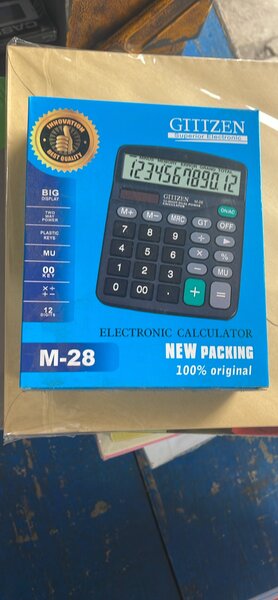 INNOVATION
BEST QUALITY
GITIZEN
Superior Electronic
BIG
DISPLAY
TWO
WAY
POWER
PLASTIC
KEYS
MU
00
KEY
12
DIGITS
1234567890.12
GITIZEN
M+ M- MRC GT OFF
ON/AC
7 8 9 ÷
4 5 6 × %
1 2 3 - MU
0 00 · + =
ELECTRONIC CALCULATOR
M-28
NEW PACKING
100% original